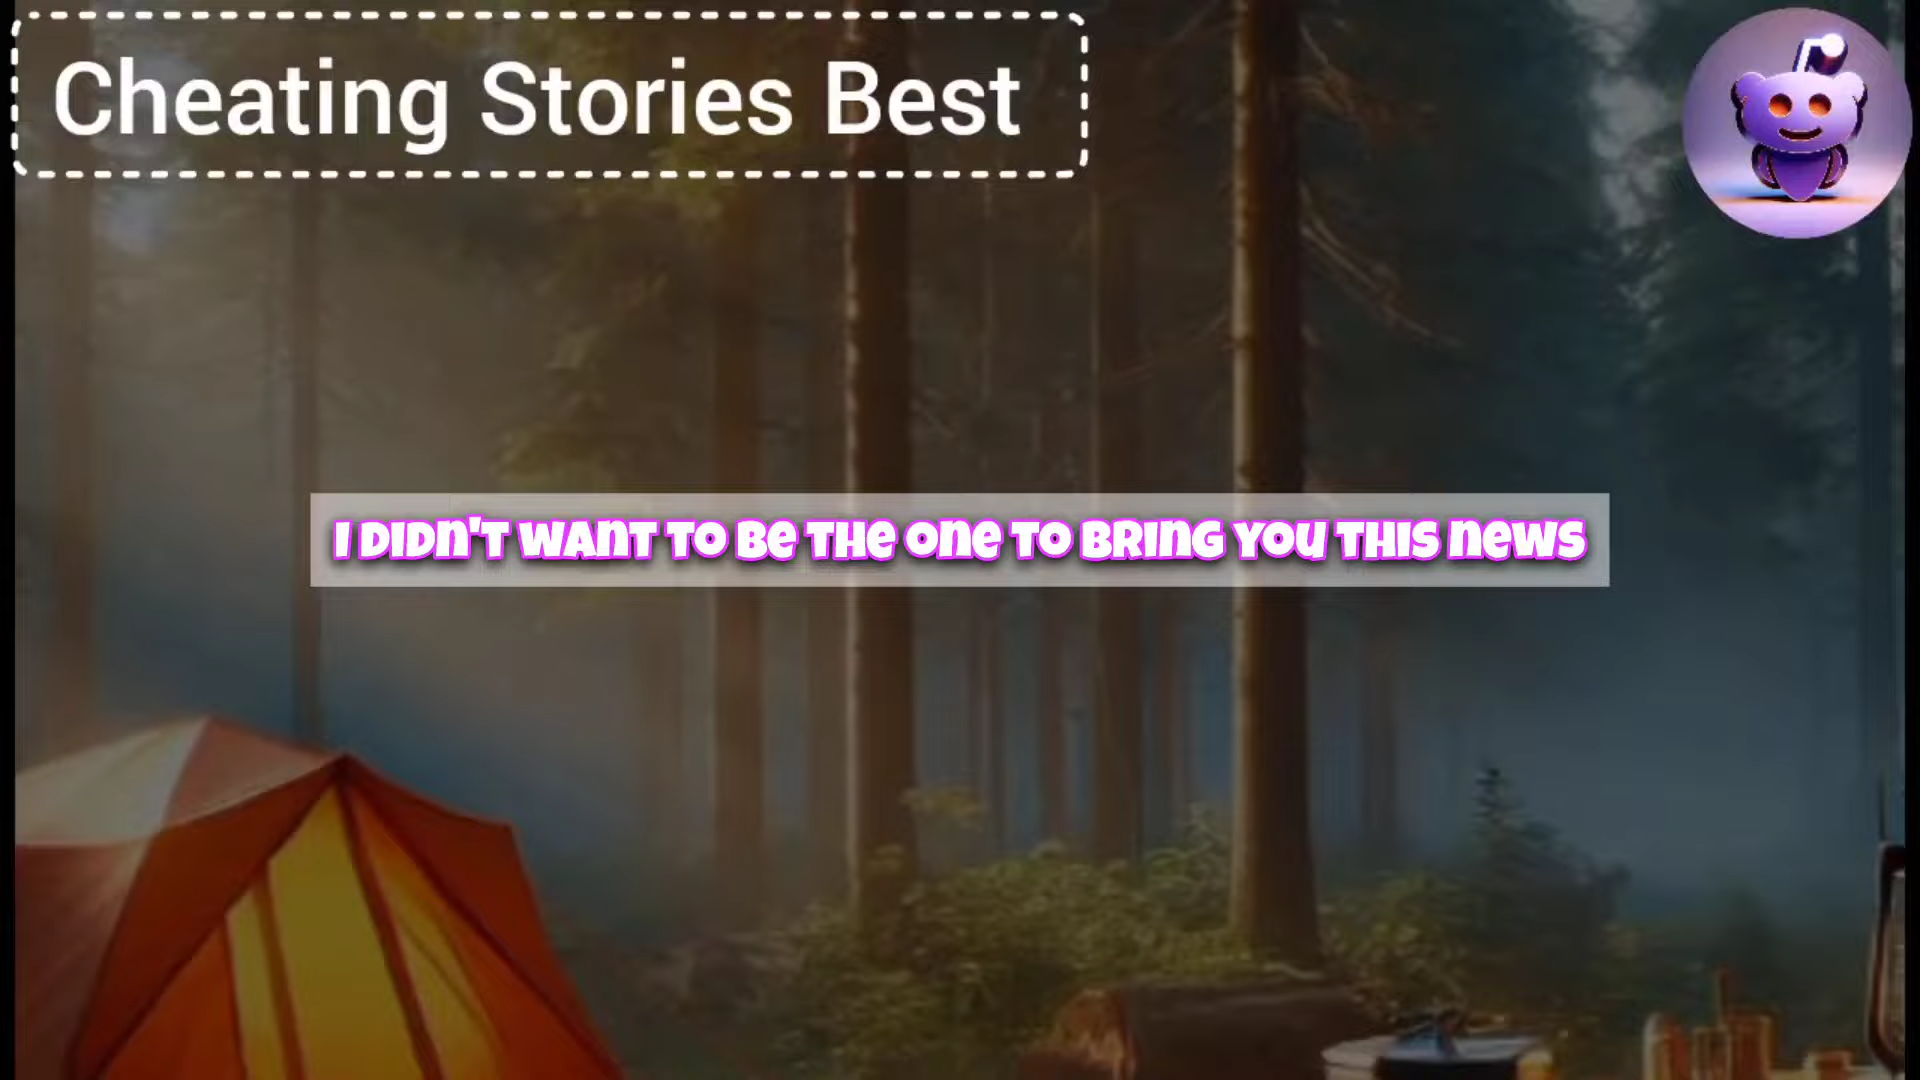 Cheating Stories Best
I DIDN'T WANT TO BE THE ONE TO BRING YOU THIS NEWS